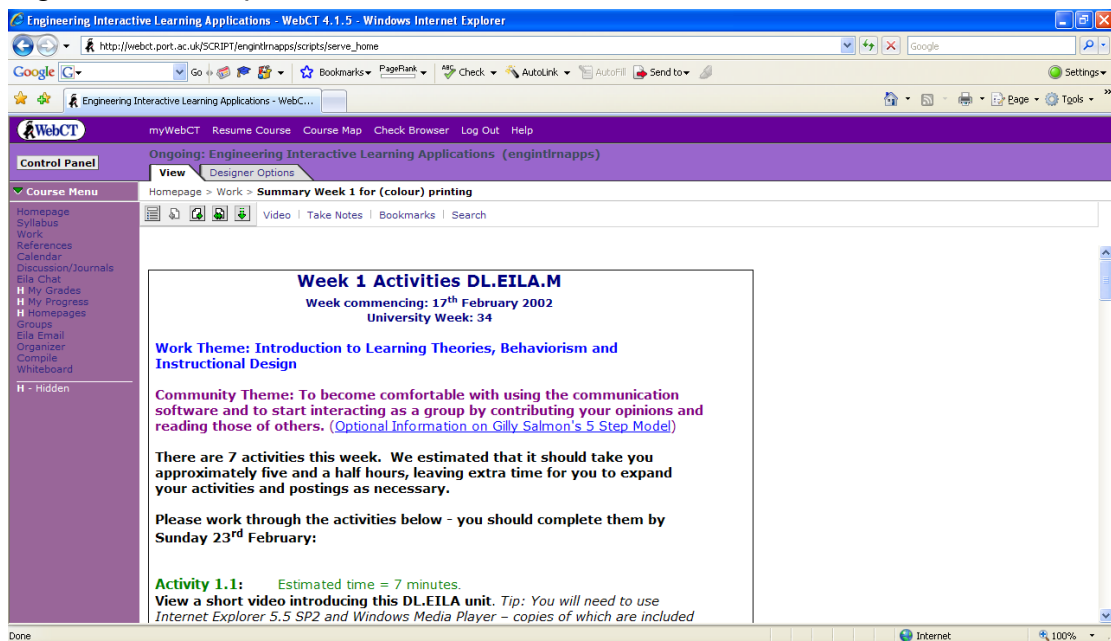 Engineering Interactive Learning Applications - WebCT 4.1.5 - Windows Internet Explorer
http://webct.port.ac.uk/SCRIPT/engintlrnapps/scripts/serve_home
Google
Google G Go Bookmarks PageRank Check AutoLink AutoFill Send to Settings
Engineering Interactive Learning Applications - WebC... Page Tools
WebCT myWebCT Resume Course Course Map Check Browser Log Out Help
Control Panel
Ongoing: Engineering Interactive Learning Applications (engintlrnapps)
View Designer Options
Course Menu
Homepage > Work > Summary Week 1 for (colour) printing
Video | Take Notes | Bookmarks | Search
Homepage
Syllabus
Work
References
Calendar
Discussion/Journals
Eila Chat
H My Grades
H My Progress
H Homepages
Groups
Eila Email
Organizer
Compile
Whiteboard
H - Hidden
Week 1 Activities DL.EILA.M
Week commencing: 17th February 2002
University Week: 34
Work Theme: Introduction to Learning Theories, Behaviorism and
Instructional Design
Community Theme: To become comfortable with using the communication
software and to start interacting as a group by contributing your opinions and
reading those of others. (Optional Information on Gilly Salmon's 5 Step Model)
There are 7 activities this week. We estimated that it should take you
approximately five and a half hours, leaving extra time for you to expand
your activities and postings as necessary.
Please work through the activities below - you should complete them by
Sunday 23rd February:
Activity 1.1: Estimated time = 7 minutes.
View a short video introducing this DL.EILA unit. Tip: You will need to use
Internet Explorer 5.5 SP2 and Windows Media Player – copies of which are included
Done Internet 100%